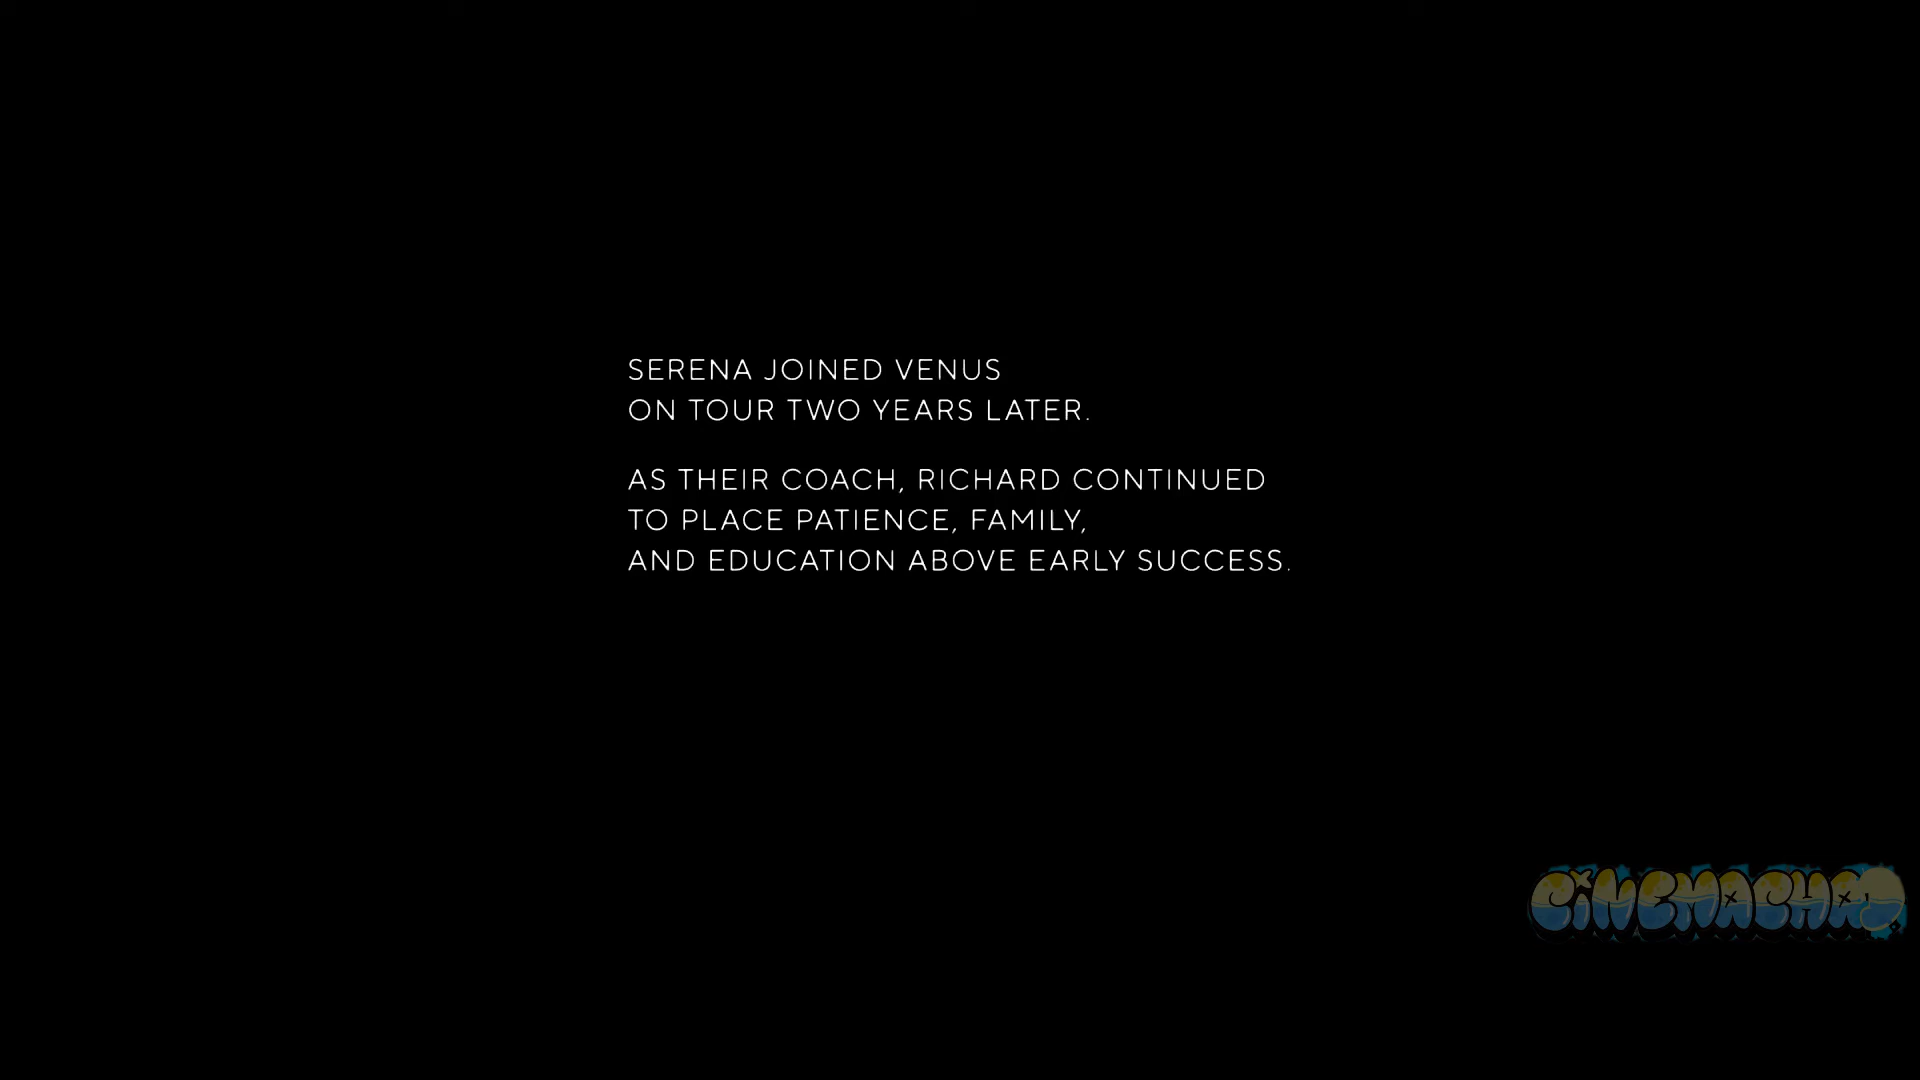 SERENA JOINED VENUS
ON TOUR TWO YEARS LATER.
AS THEIR COACH, RICHARD CONTINUED
TO PLACE PATIENCE, FAMILY,
AND EDUCATION ABOVE EARLY SUCCESS.